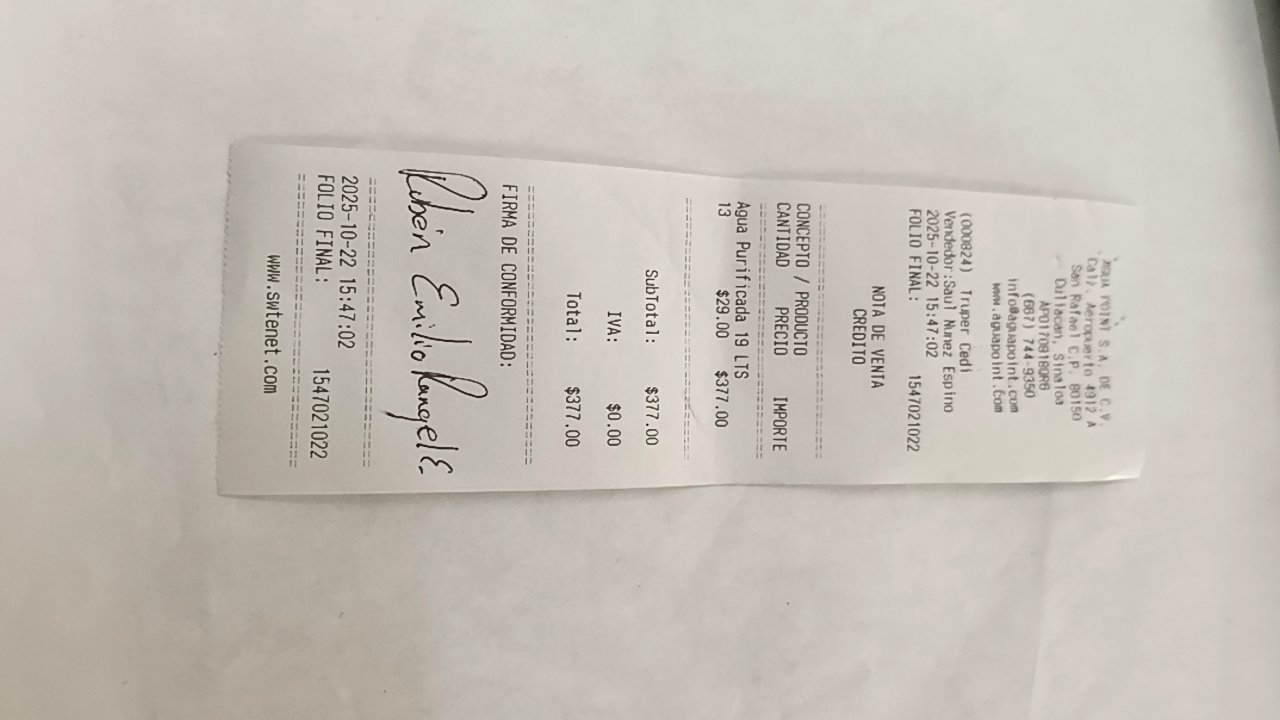 AGUA POINT S.A. DE C.V.
Calz. Aeropuerto 4912 A
San Rafael C.P. 80150
Culiacan, Sinaloa
(667) 744 9350
info@aguapoint.com
www.aguapoint.com
(000824) Truper Cedi
Vendedor:Saul Nunez Espino
2025-10-22 15:47:02
FOLIO FINAL: 1547021022
NOTA DE VENTA
CREDITO
CONCEPTO / PRODUCTO
CANTIDAD PRECIO IMPORTE
Agua Purificada 19 LTS
13 $29.00 $377.00
SubTotal: $377.00
IVA: $0.00
Total: $377.00
FIRMA DE CONFORMIDAD:
Rubén Emilio Rangel E.
2025-10-22 15:47:02
FOLIO FINAL: 1547021022
www.swtenet.com